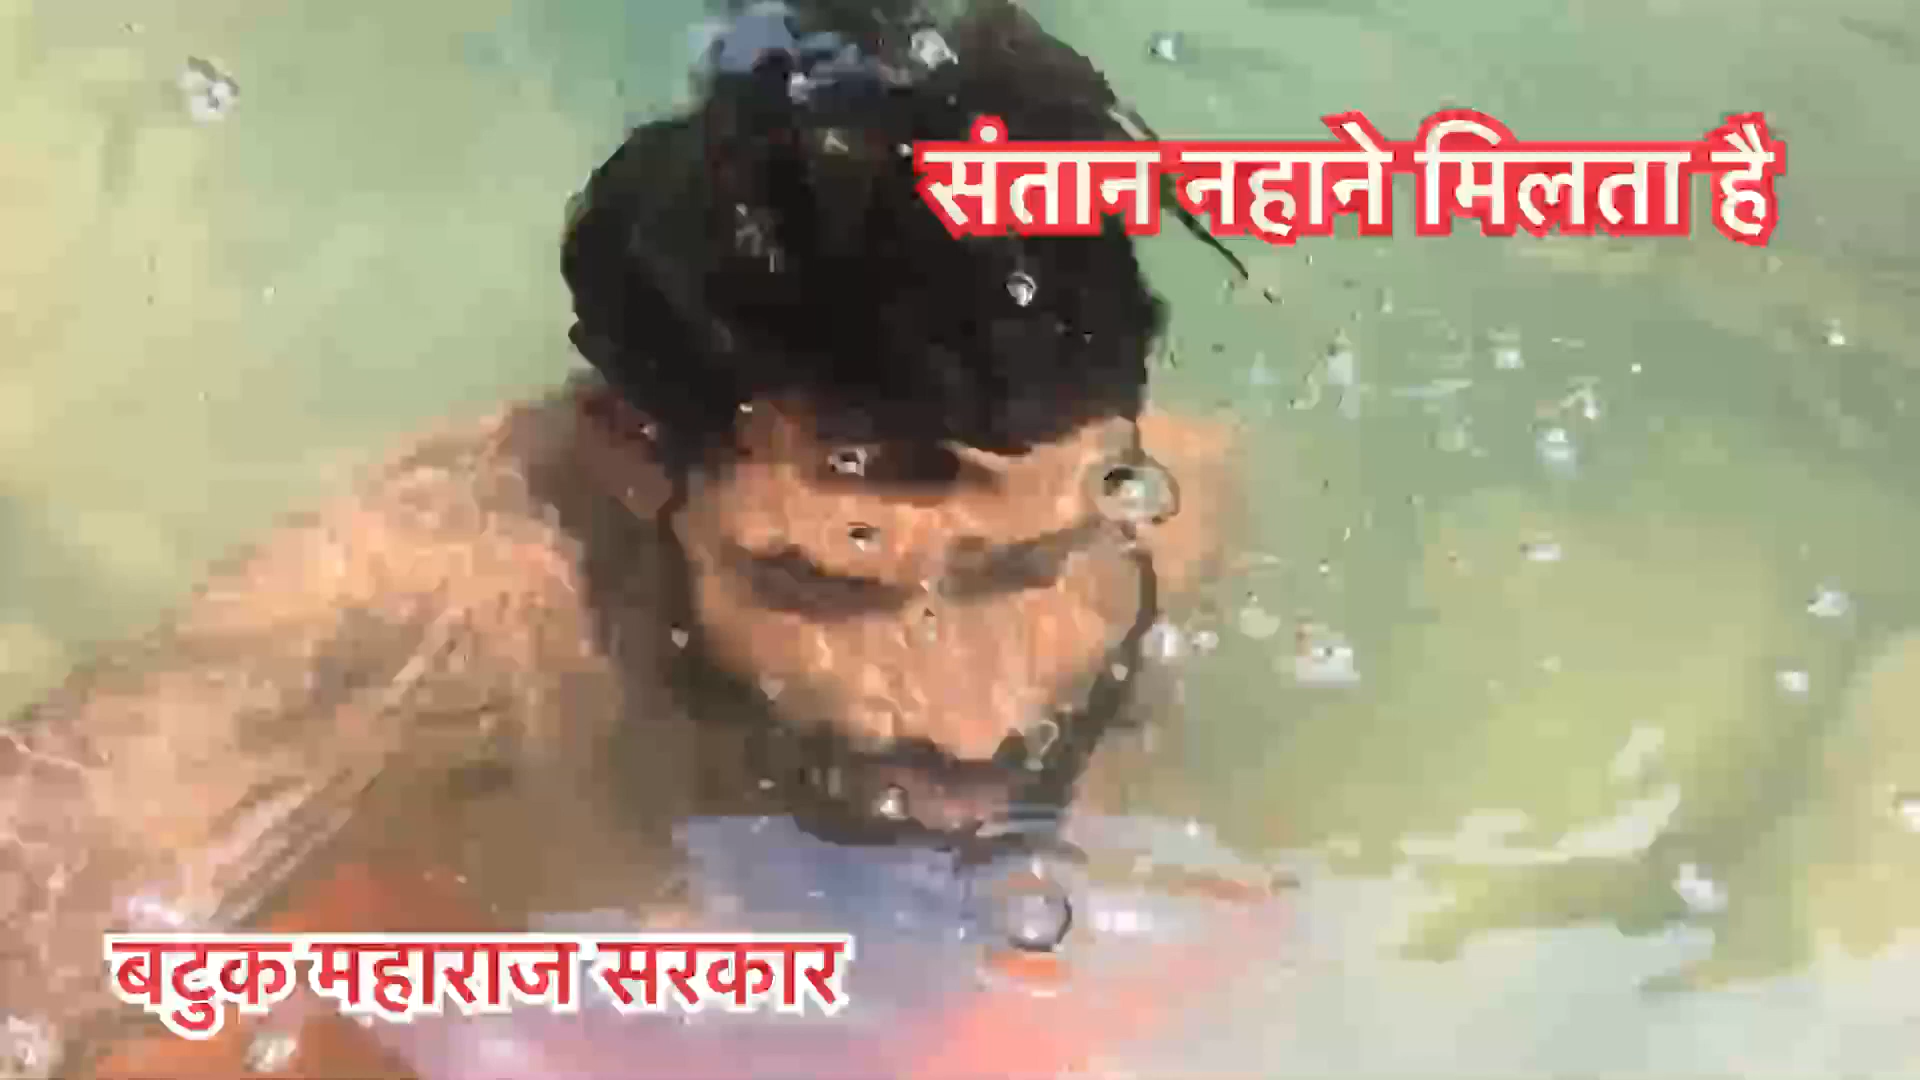 संतान नहाने मिलता है
बटुक महाराज सरकार